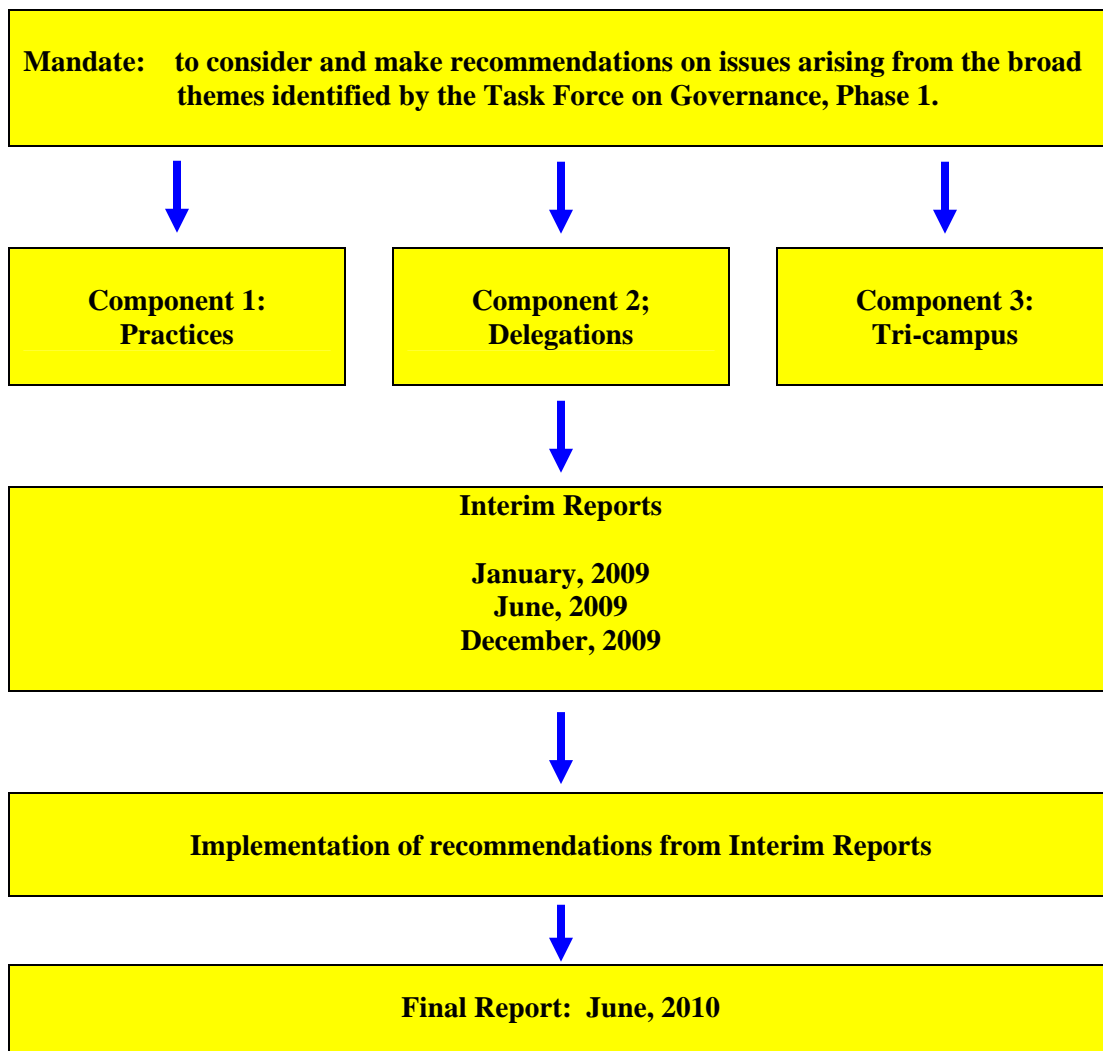 Mandate: to consider and make recommendations on issues arising from the broad
themes identified by the Task Force on Governance, Phase 1.
Component 1:
Practices
Component 2;
Delegations
Component 3:
Tri-campus
Interim Reports
January, 2009
June, 2009
December, 2009
Implementation of recommendations from Interim Reports
Final Report: June, 2010